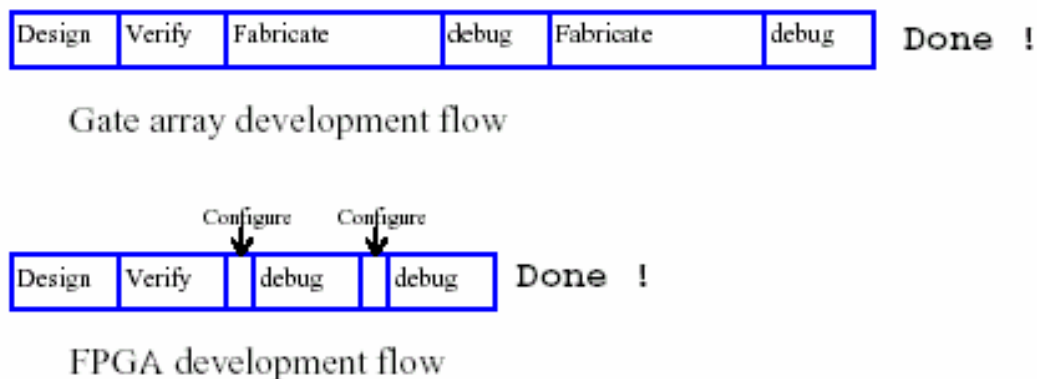 Design Verify Fabricate debug Fabricate debug Done !
Gate array development flow
Configure Configure
Design Verify debug debug Done !
FPGA development flow